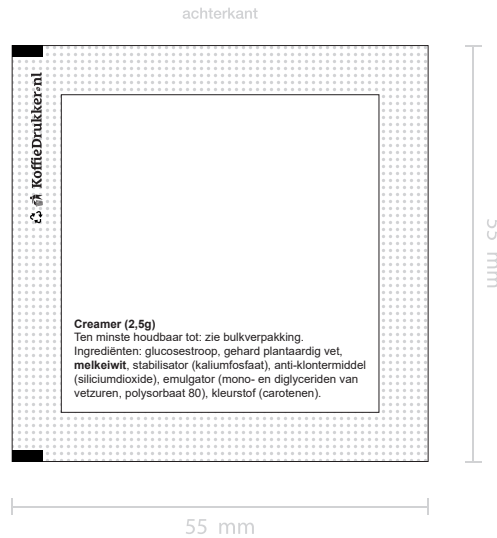 achterkant
KoffieDrukker.nl
Creamer (2,5g)
Ten minste houdbaar tot: zie bulkverpakking.
Ingrediënten: glucosestroop, gehard plantaardig vet,
melkeiwit, stabilisator (kaliumfosfaat), anti-klontermiddel
(siliciumdioxide), emulgator (mono- en diglyceriden van
vetzuren, polysorbaat 80), kleurstof (carotenen).
55 mm
55 mm